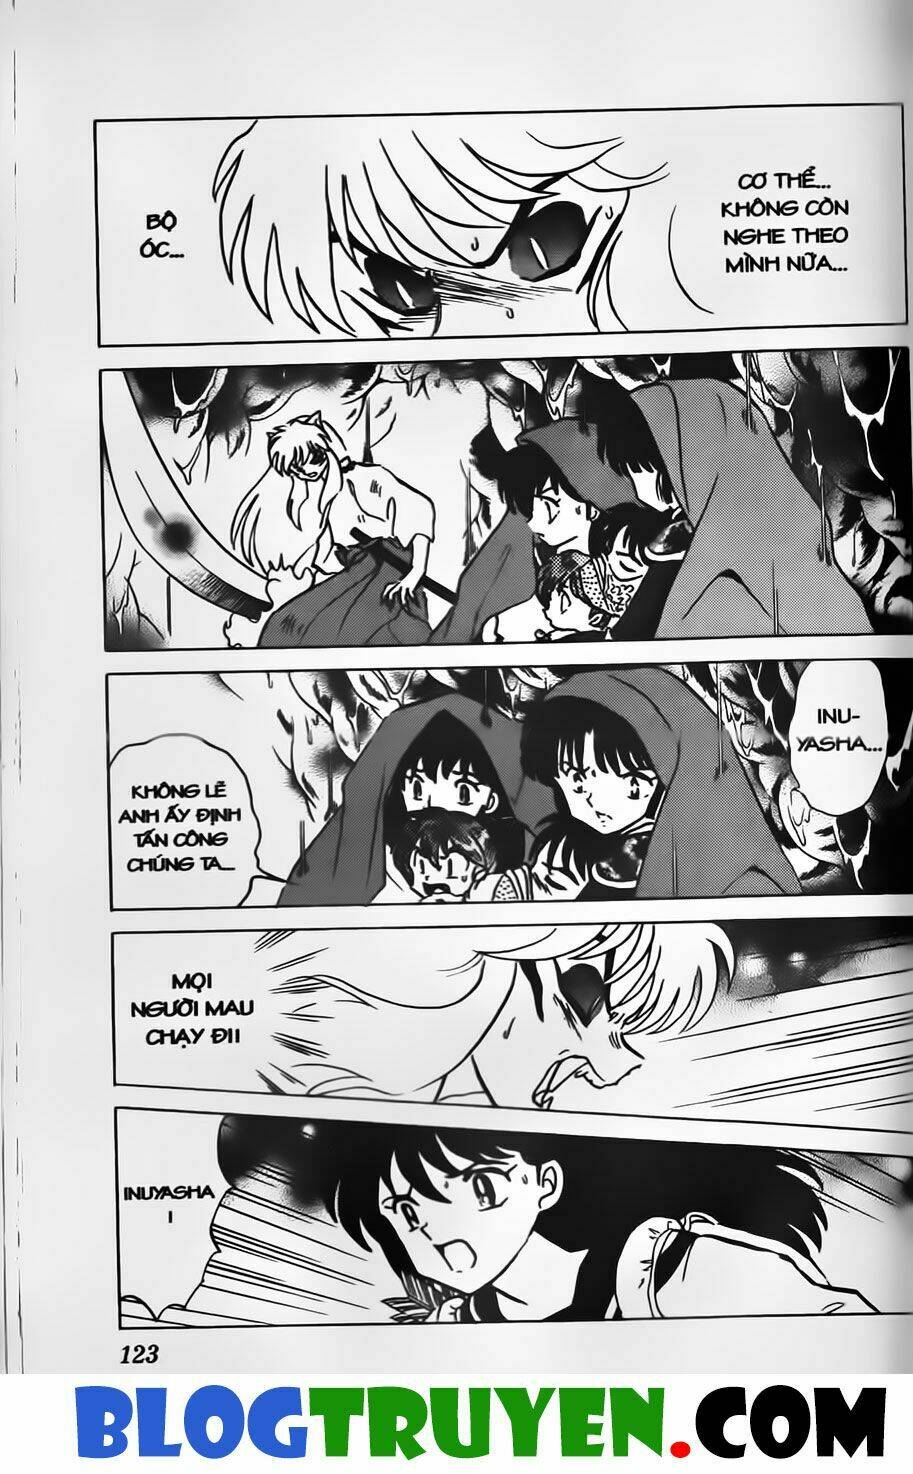 BỘ
ÓC...
CƠ THỂ...
KHÔNG CÒN
NGHE THEO
MÌNH NỮA...
INU-
YASHA...
KHÔNG LẼ
ANH ẤY ĐỊNH
TẤN CÔNG
CHÚNG TA...
MỌI
NGƯỜI MAU
CHẠY ĐI!
INUYASHA
!
123
BLOGTRUYEN.COM